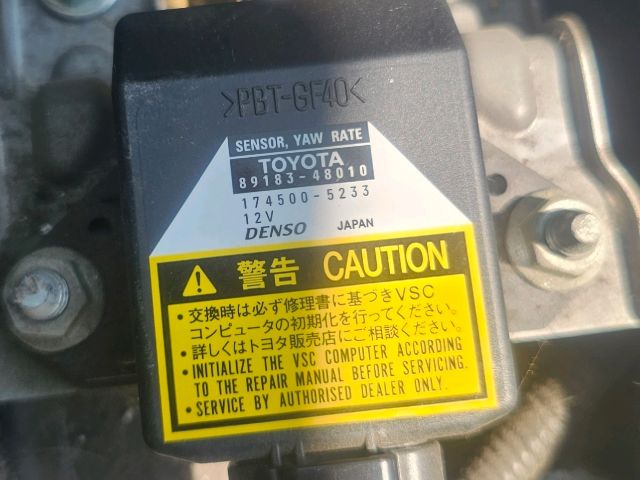 >PBT-GF40<
SENSOR, YAW RATE
TOYOTA
89183-48010
174500-5233
12V
DENSO JAPAN
警告 CAUTION
・交換時は必ず修理書に基づきVSC
コンピュータの初期化を行ってください。
・詳しくはトヨタ販売店にご相談ください。
・INITIALIZE THE VSC COMPUTER ACCORDING
TO THE REPAIR MANUAL BEFORE SERVICING.
・SERVICE BY AUTHORISED DEALER ONLY.